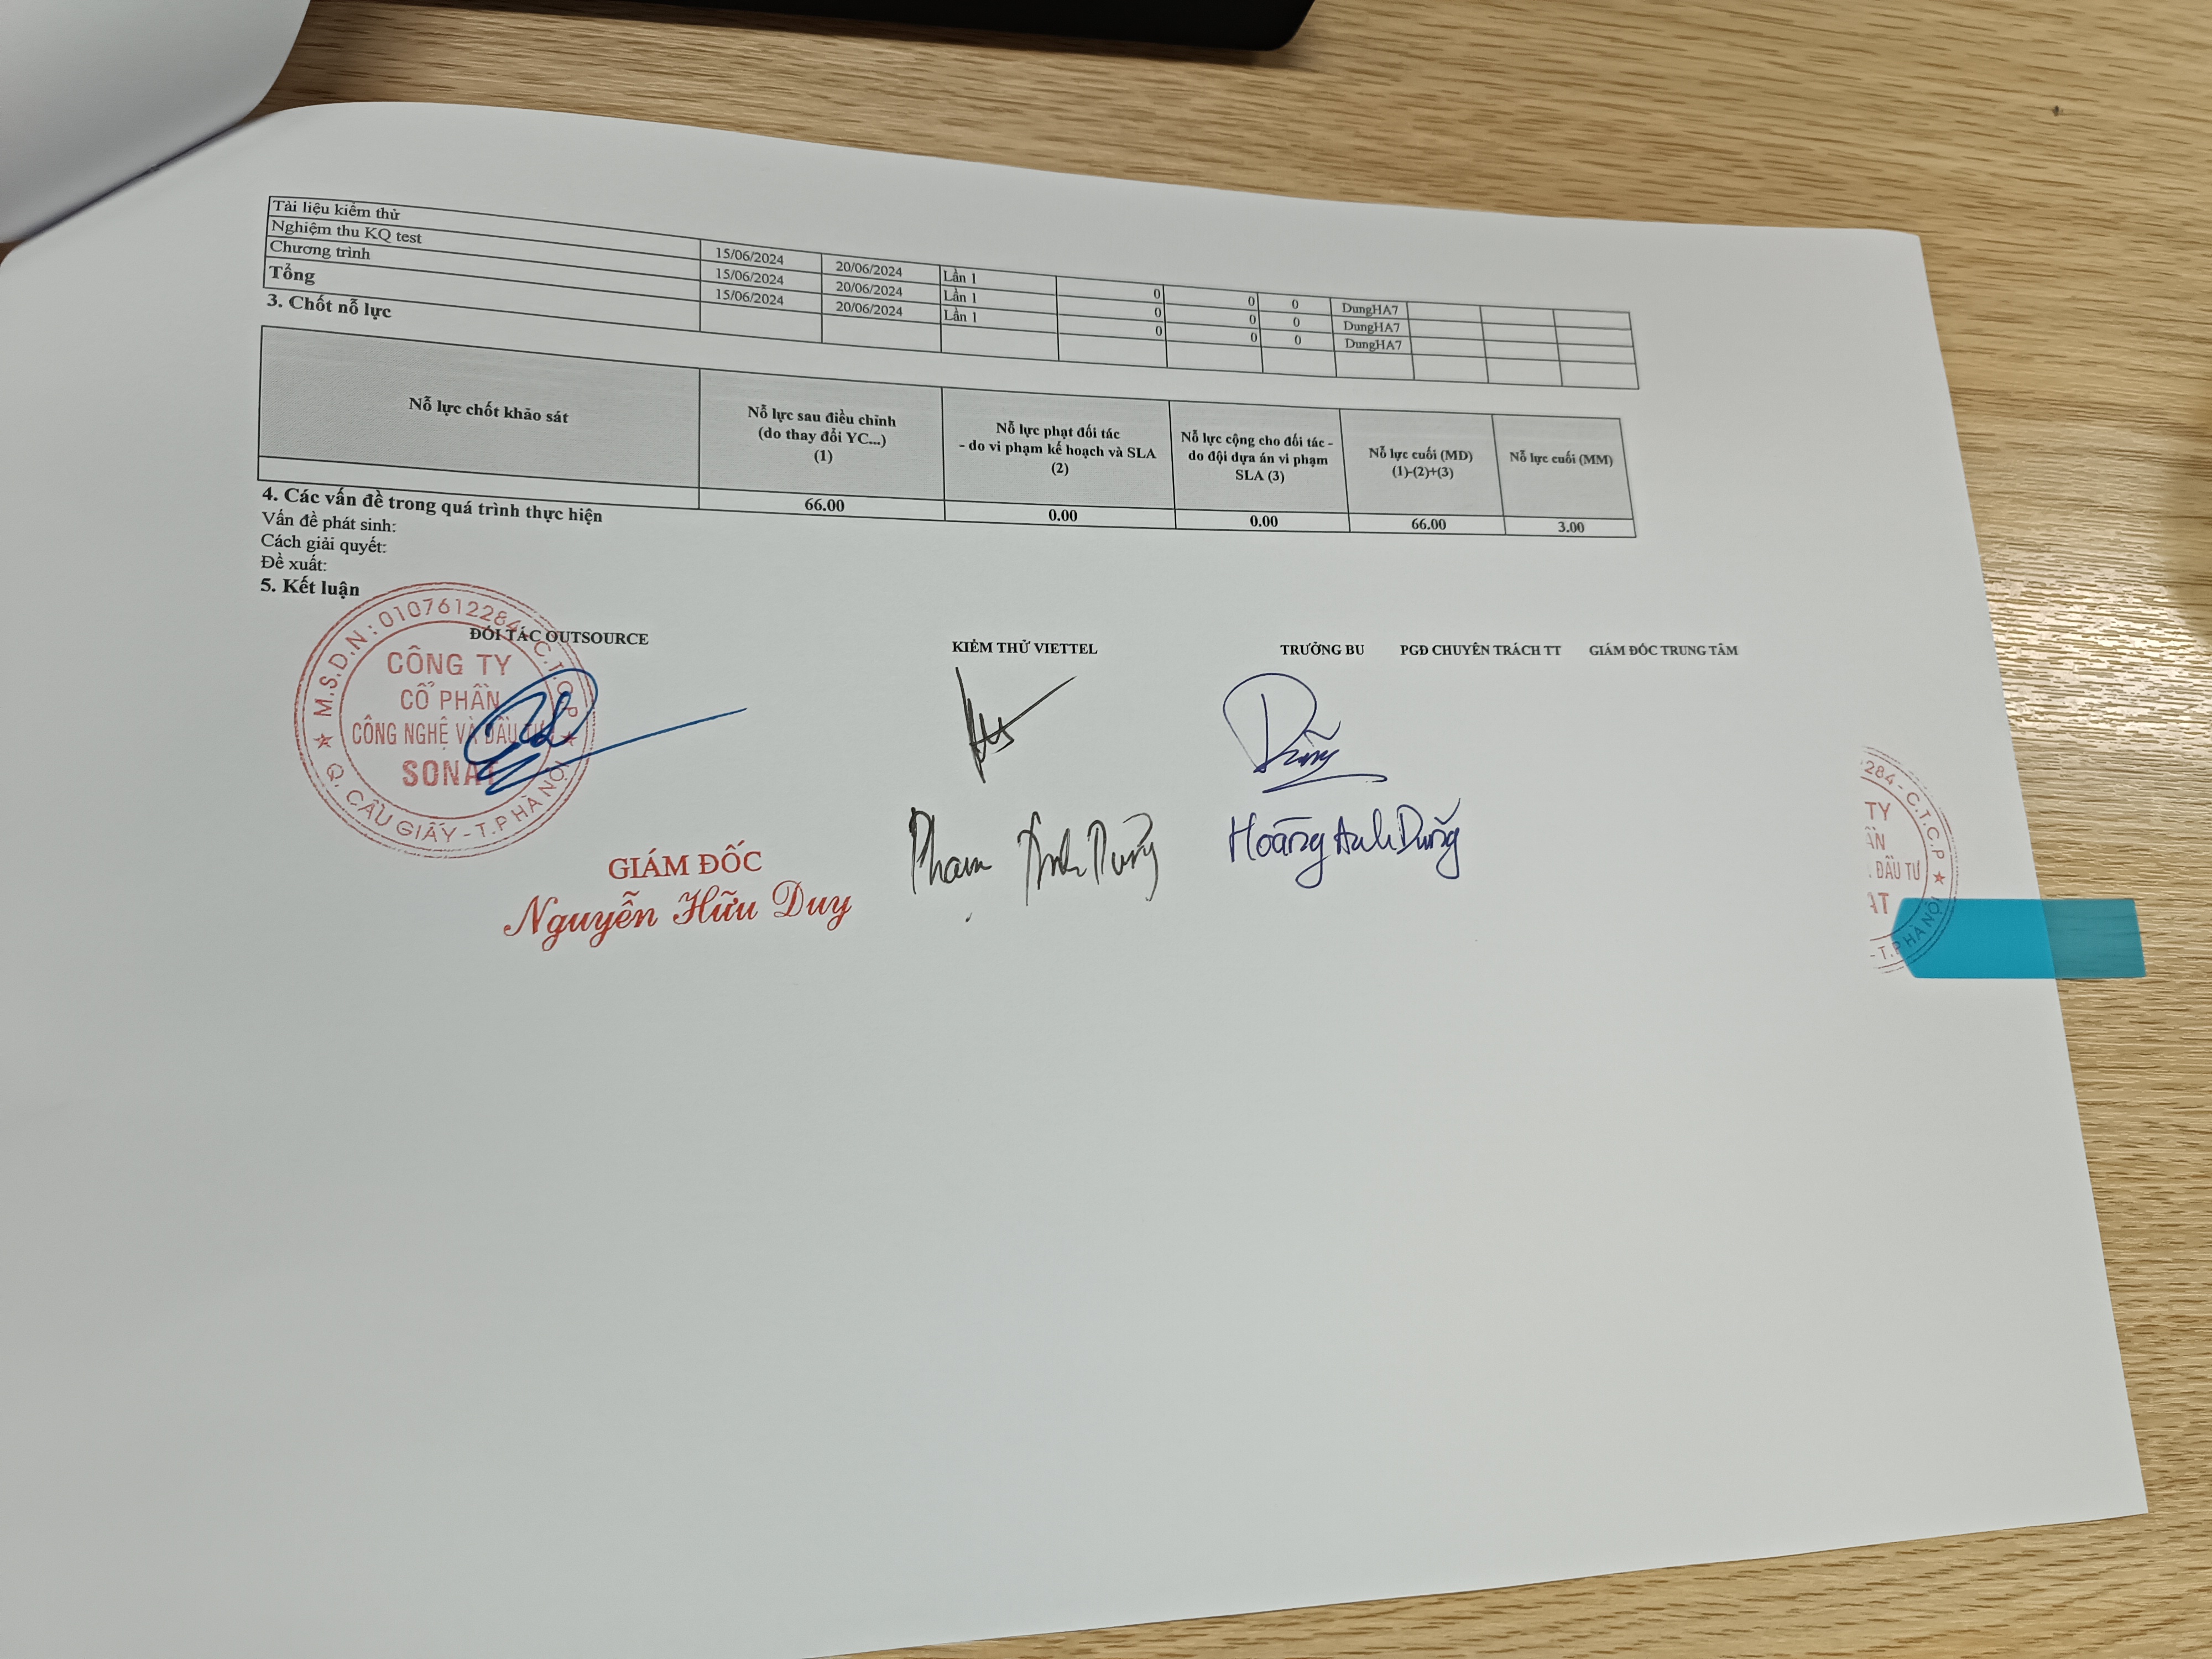 Tài liệu kiểm thử 15/06/2024 20/06/2024 Lần 1 0 0 0 DungHA7
Nghiệm thu KQ test 15/06/2024 20/06/2024 Lần 1 0 0 0 DungHA7
Chương trình 15/06/2024 20/06/2024 Lần 1 0 0 0 DungHA7
Tổng
3. Chốt nỗ lực
Nỗ lực chốt khảo sát
Nỗ lực sau điều chỉnh
(do thay đổi YC...)
(1)
Nỗ lực phạt đối tác
- do vi phạm kế hoạch và SLA
(2)
Nỗ lực cộng cho đối tác -
do đội dựa án vi phạm
SLA (3)
Nỗ lực cuối (MD)
(1)-(2)+(3)
Nỗ lực cuối (MM)
66.00 0.00 0.00 66.00 3.00
4. Các vấn đề trong quá trình thực hiện
Vấn đề phát sinh:
Cách giải quyết:
Đề xuất:
5. Kết luận
ĐỐI TÁC OUTSOURCE KIỂM THỬ VIETTEL TRƯỞNG BU PGĐ CHUYÊN TRÁCH TT GIÁM ĐỐC TRUNG TÂM
M.S.D.N: 0107612284-C.T.C.P
CÔNG TY
CỔ PHẦN
CÔNG NGHỆ VÀ ĐẦU TƯ
SONAT
Q. CẦU GIẤY - T.P HÀ NỘI
GIÁM ĐỐC
Nguyễn Hữu Duy
Phạm Anh Dũng
Dũng
Hoàng Anh Dũng
284-C.T.C.P
TY
ẦN
ĐẦU TƯ
AT
- T.P HÀ NỘI